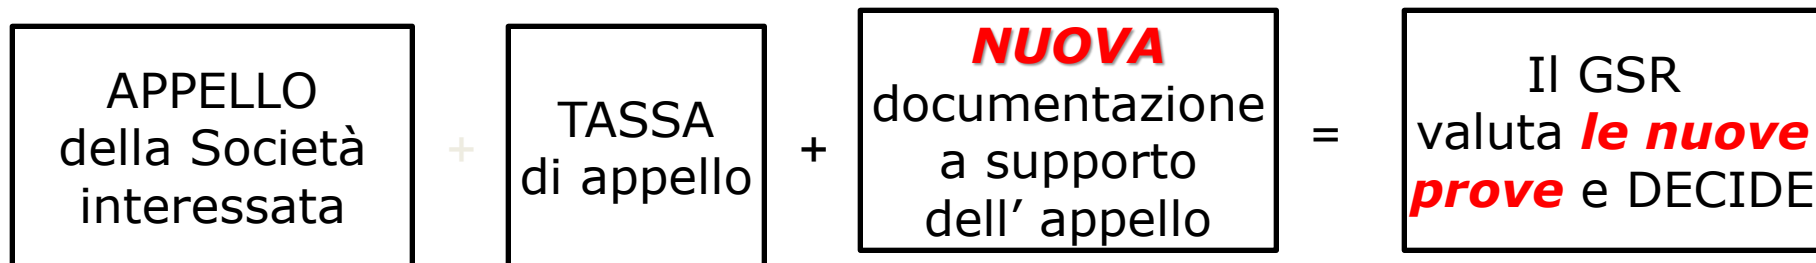 APPELLO
della Società
interessata
+
TASSA
di appello
+
NUOVA
documentazione
a supporto
dell’ appello
=
Il GSR
valuta le nuove
prove e DECIDE